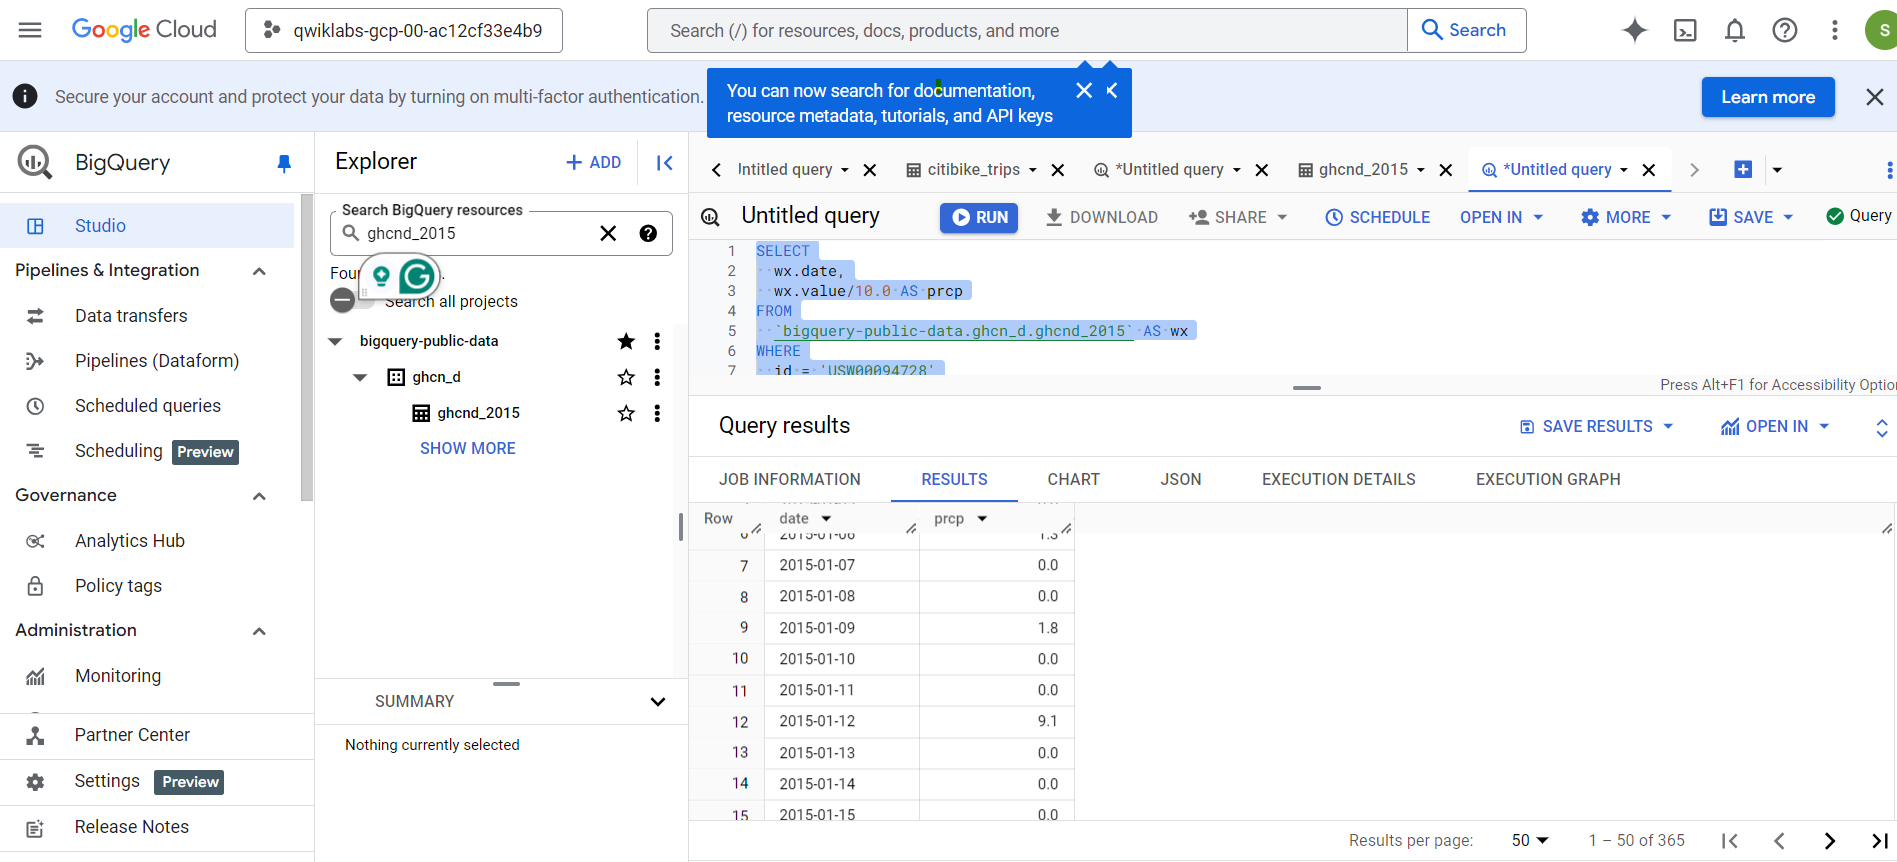 Google Cloud
qwiklabs-gcp-00-ac12cf33e4b9
Search (/) for resources, docs, products, and more
Search
S
Secure your account and protect your data by turning on multi-factor authentication.
You can now search for documentation,
resource metadata, tutorials, and API keys
Learn more
BigQuery
Studio
Pipelines & Integration
Data transfers
Pipelines (Dataform)
Scheduled queries
Scheduling Preview
Governance
Analytics Hub
Policy tags
Administration
Monitoring
Partner Center
Settings Preview
Release Notes
Explorer
+ ADD
Search BigQuery resources
ghcnd_2015
Search all projects
bigquery-public-data
ghcn_d
ghcnd_2015
SHOW MORE
SUMMARY
Nothing currently selected
Untitled query
citibike_trips
*Untitled query
ghcnd_2015
*Untitled query
Untitled query
RUN
DOWNLOAD
SHARE
SCHEDULE
OPEN IN
MORE
SAVE
Query
1 SELECT
2 wx.date,
3 wx.value/10.0 AS prcp
4 FROM
5 `bigquery-public-data.ghcn_d.ghcnd_2015` AS wx
6 WHERE
7 id = 'USW00094728'
Press Alt+F1 for Accessibility Optio
Query results
SAVE RESULTS
OPEN IN
JOB INFORMATION RESULTS CHART JSON EXECUTION DETAILS EXECUTION GRAPH
Row date prcp
6 2015-01-06 1.3
7 2015-01-07 0.0
8 2015-01-08 0.0
9 2015-01-09 1.8
10 2015-01-10 0.0
11 2015-01-11 0.0
12 2015-01-12 9.1
13 2015-01-13 0.0
14 2015-01-14 0.0
15 2015-01-15 0.0
Results per page: 50 1 – 50 of 365